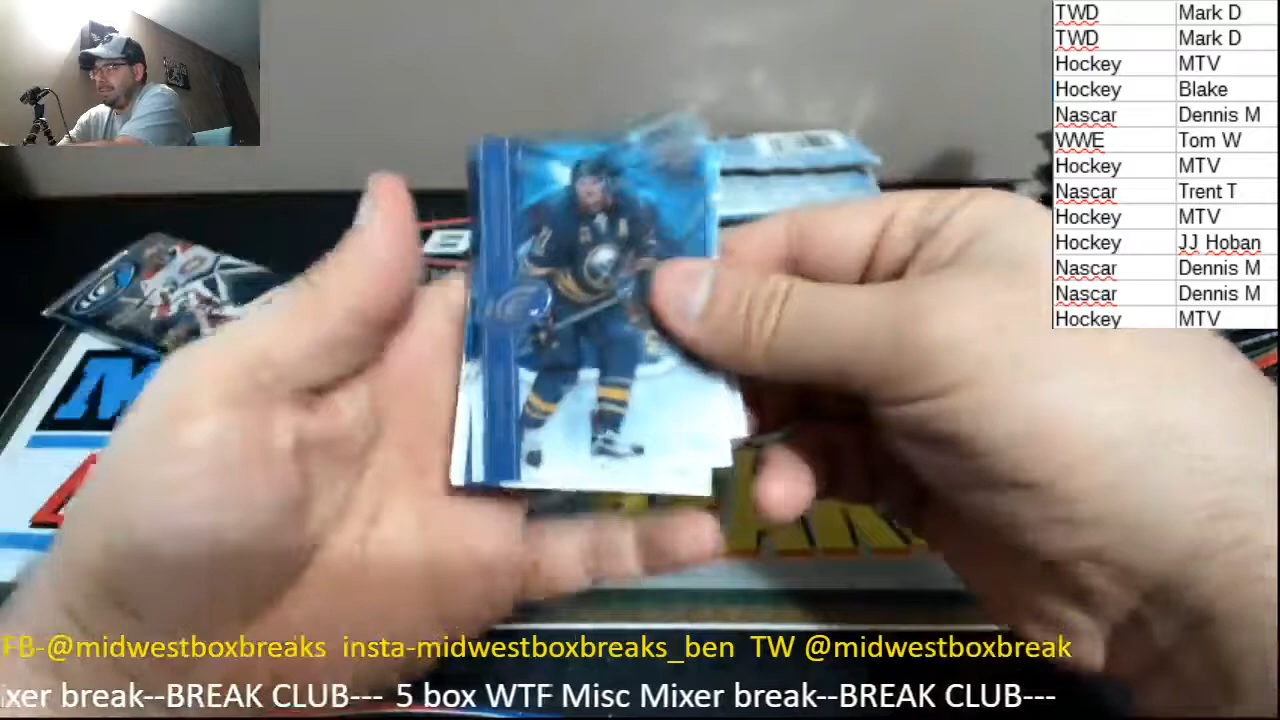 TWD Mark D
TWD Mark D
Hockey MTV
Hockey Blake
Nascar Dennis M
WWE Tom W
Hockey MTV
Nascar Trent T
Hockey MTV
Hockey JJ Hoban
Nascar Dennis M
Nascar Dennis M
Hockey MTV
FB-@midwestboxbreaks insta-midwestboxbreaks_ben TW @midwestboxbreak
ixer break--BREAK CLUB--- 5 box WTF Misc Mixer break--BREAK CLUB---